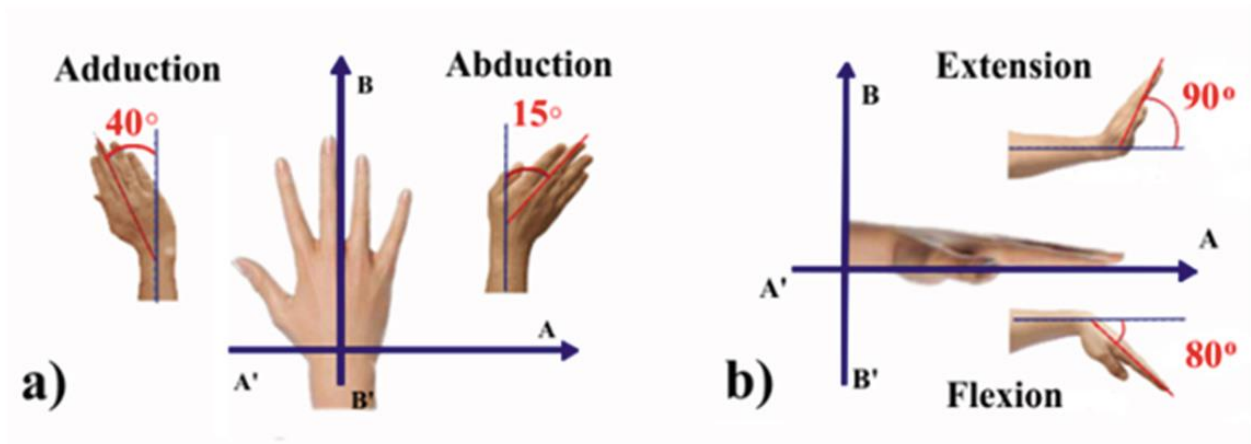 Adduction
40°
B
Abduction
15°
A
A'
B'
a)
B
Extension
90°
A
A'
B'
80°
Flexion
b)